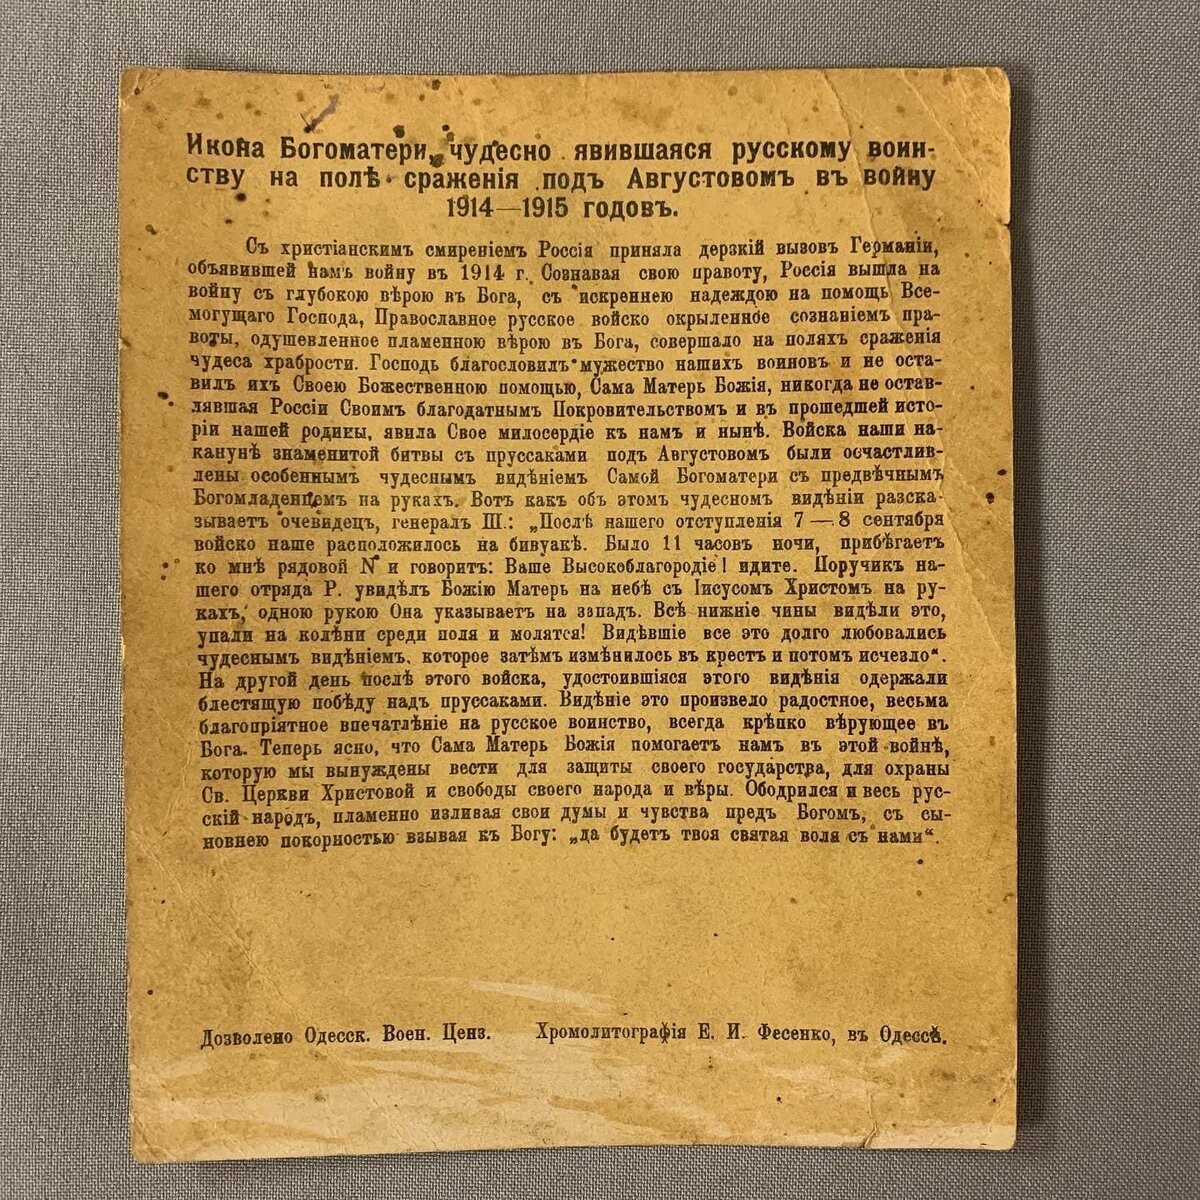 Икона Богоматери, чудесно явившаяся русскому воин-
ству на полѣ сраженія подъ Августовомъ въ войну
1914—1915 годовъ.
Съ христіанскимъ смиреніемъ Россія приняла дерзкій вызовъ Германіи,
объявившей намъ войну въ 1914 г. Сознавая свою правоту, Россія вышла на
войну съ глубокою вѣрою въ Бога, съ искреннею надеждою на помощь Все-
могущаго Господа, Православное русское войско окрыленное сознаніемъ пра-
воты, одушевленное пламенною вѣрою въ Бога, совершало на поляхъ сраженія
чудеса храбрости. Господь благословилъ мужество нашихъ воиновъ и не оста-
вилъ ихъ Своею Божественною помощью, Сама Матерь Божія, никогда не остав-
лявшая Россіи Своимъ благодатнымъ Покровительствомъ и въ прошедшей исто-
ріи нашей родины, явила Свое милосердіе къ намъ и нынѣ. Войска наши на-
канунѣ знаменитой битвы съ пруссаками подъ Августовомъ были осчастлив-
лены особеннымъ чудеснымъ видѣніемъ Самой Богоматери съ предвѣчнымъ
Богомладенцемъ на рукахъ. Вотъ какъ объ этомъ чудесномъ видѣніи разска-
зываетъ очевидецъ, генералъ Ш.: „Послѣ нашего отступленія 7—8 сентября
войско наше расположилось на бивуакѣ. Было 11 часовъ ночи, прибѣгаетъ
ко мнѣ рядовой N и говоритъ: Ваше Высокоблагородіе! идите. Поручикъ на-
шего отряда Р. увидѣлъ Божію Матерь на небѣ съ Іисусомъ Христомъ на ру-
кахъ, одною рукою Она указываетъ на западъ. Всѣ нижніе чины видѣли это,
упали на колѣни среди поля и молятся! Видѣвшіе все это долго любовались
чудеснымъ видѣніемъ, которое затѣмъ измѣнилось въ крестъ и потомъ исчезло“.
На другой день послѣ этого войска, удостоившіяся этого видѣнія одержали
блестящую побѣду надъ пруссаками. Видѣніе это произвело радостное, весьма
благопріятное впечатлѣніе на русское воинство, всегда крѣпко вѣрующее въ
Бога. Теперь ясно, что Сама Матерь Божія помогаетъ намъ въ этой войнѣ,
которую мы вынуждены вести для защиты своего государства, для охраны
Св. Церкви Христовой и свободы своего народа и вѣры. Ободрился и весь рус-
скій народъ, пламенно изливая свои думы и чувства предъ Богомъ, съ сы-
новнею покорностью взывая къ Богу: „да будетъ твоя святая воля съ нами“.
Дозволено Одесск. Воен. Ценз. Хромолитографія Е. И. Фесенко, въ Одессѣ.